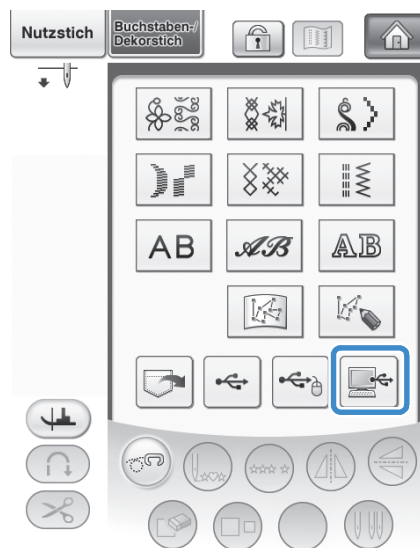 Nutzstich
Buchstaben-/
Dekorstich
AB
AB
AB